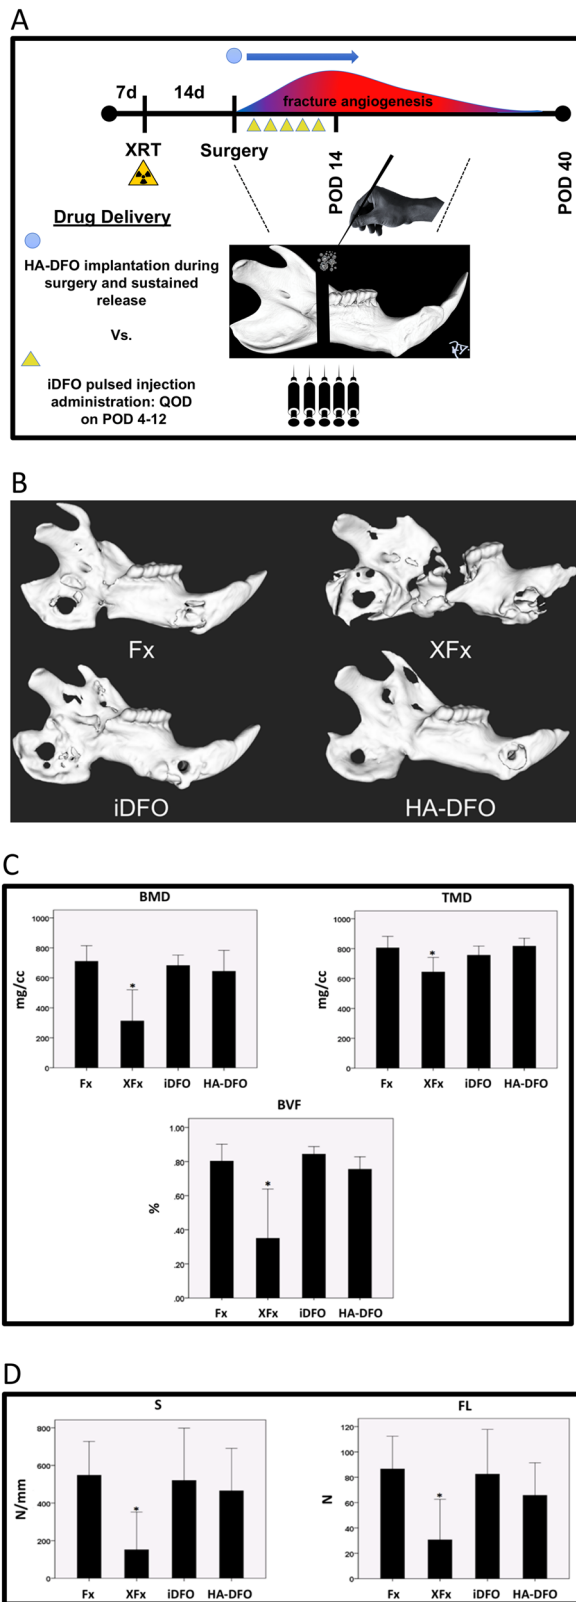 A
7d
14d
fracture angiogenesis
XRT
Surgery
POD 14
POD 40
Drug Delivery
HA-DFO implantation during
surgery and sustained
release
Vs.
iDFO pulsed injection
administration: QOD
on POD 4-12
B
Fx
XFx
iDFO
HA-DFO
C
BMD
mg/cc
1000
800
600
400
200
0
*
Fx
XFx
iDFO
HA-DFO
TMD
mg/cc
1000
800
600
400
200
0
*
Fx
XFx
iDFO
HA-DFO
BVF
%
1.00
.80
.60
.40
.20
.00
*
Fx
XFx
iDFO
HA-DFO
D
S
N/mm
800
600
400
200
0
*
Fx
XFx
iDFO
HA-DFO
FL
N
120
100
80
60
40
20
0
*
Fx
XFx
iDFO
HA-DFO